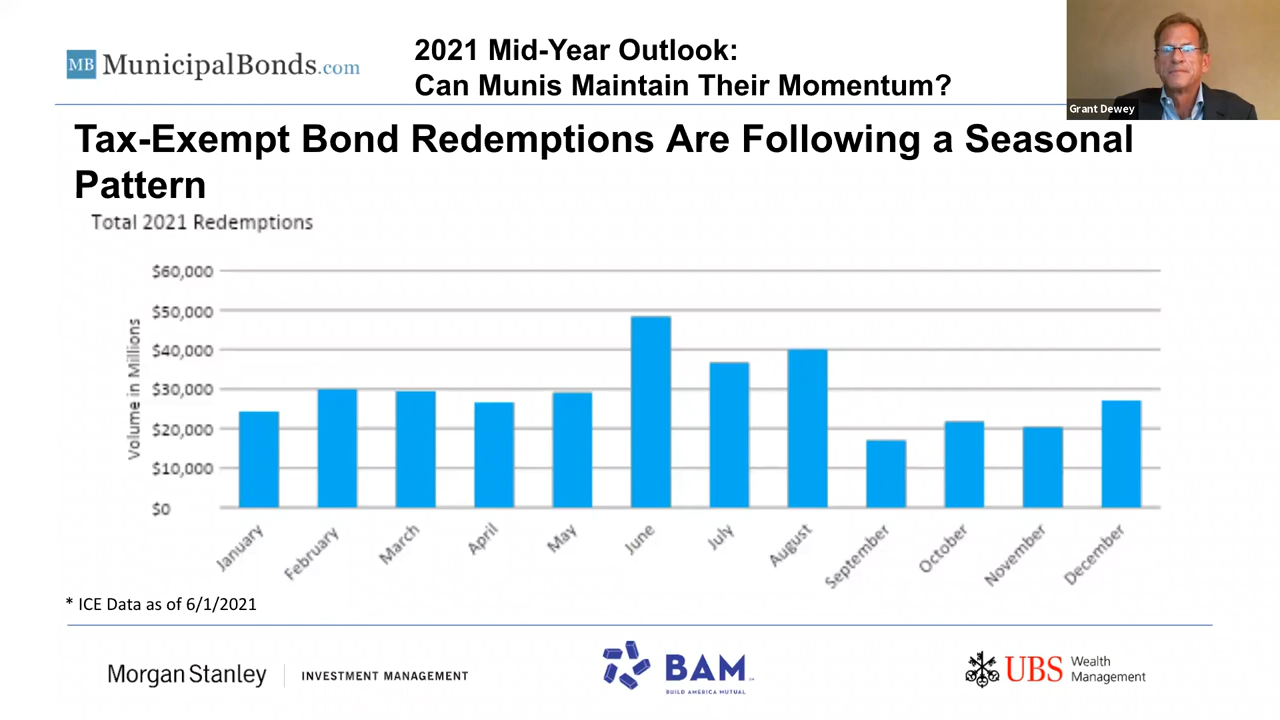 MB MunicipalBonds.com
2021 Mid-Year Outlook:
Can Munis Maintain Their Momentum?
Grant Dewey
Tax-Exempt Bond Redemptions Are Following a Seasonal
Pattern
Total 2021 Redemptions
Volume in Millions
$60,000
$50,000
$40,000
$30,000
$20,000
$10,000
$0
January
February
March
April
May
June
July
August
September
October
November
December
* ICE Data as of 6/1/2021
Morgan Stanley
INVESTMENT MANAGEMENT
BAM
BUILD AMERICA MUTUAL
UBS
Wealth
Management